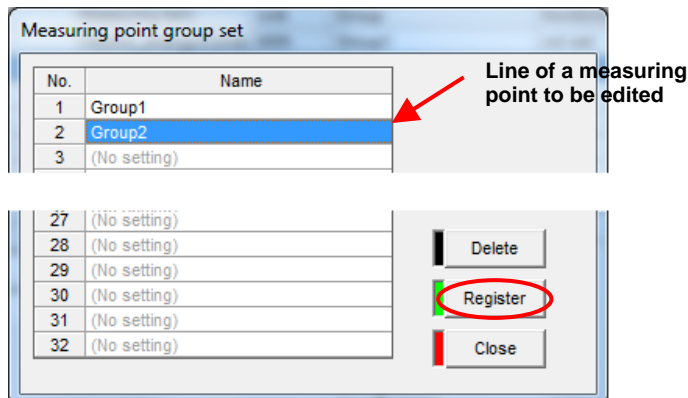 Measuring point group set
No. Name
1 Group1
2 Group2
3 (No setting)
Line of a measuring
point to be edited
27 (No setting)
28 (No setting)
29 (No setting)
30 (No setting)
31 (No setting)
32 (No setting)
Delete
Register
Close